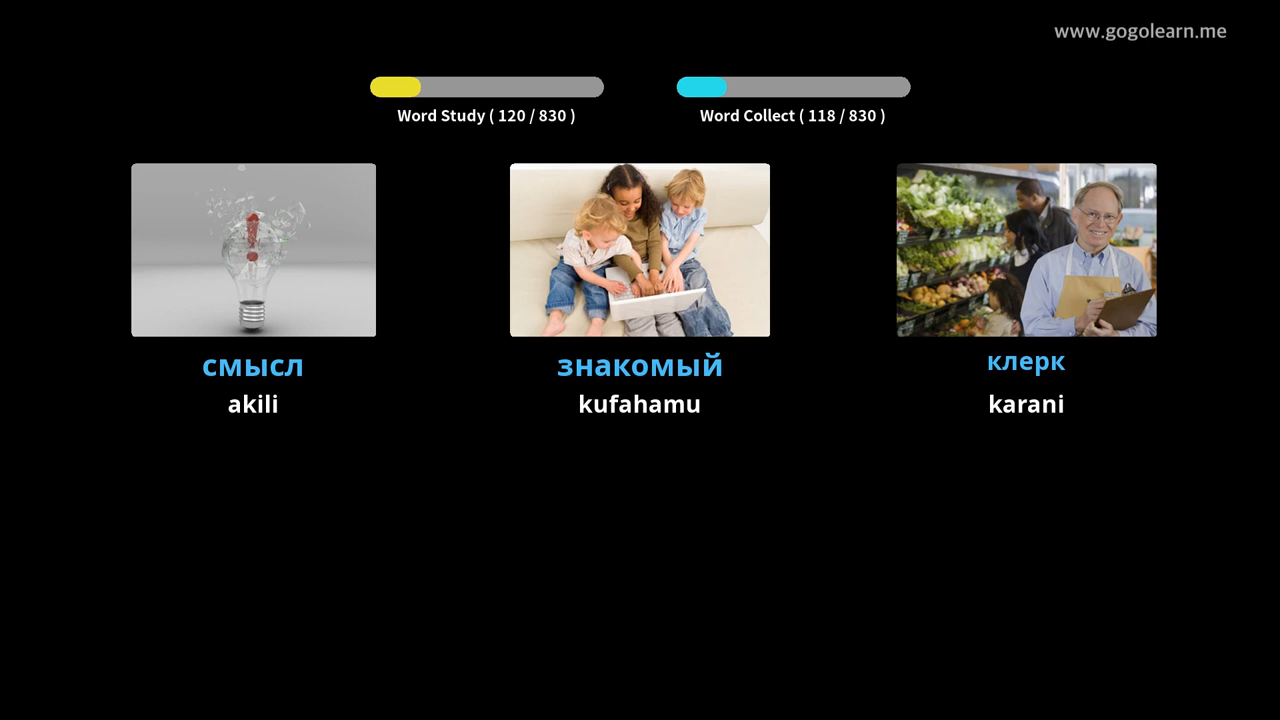 www.gogolearn.me
Word Study ( 120 / 830 )
Word Collect ( 118 / 830 )
смысл
знакомый
клерк
akili
kufahamu
karani